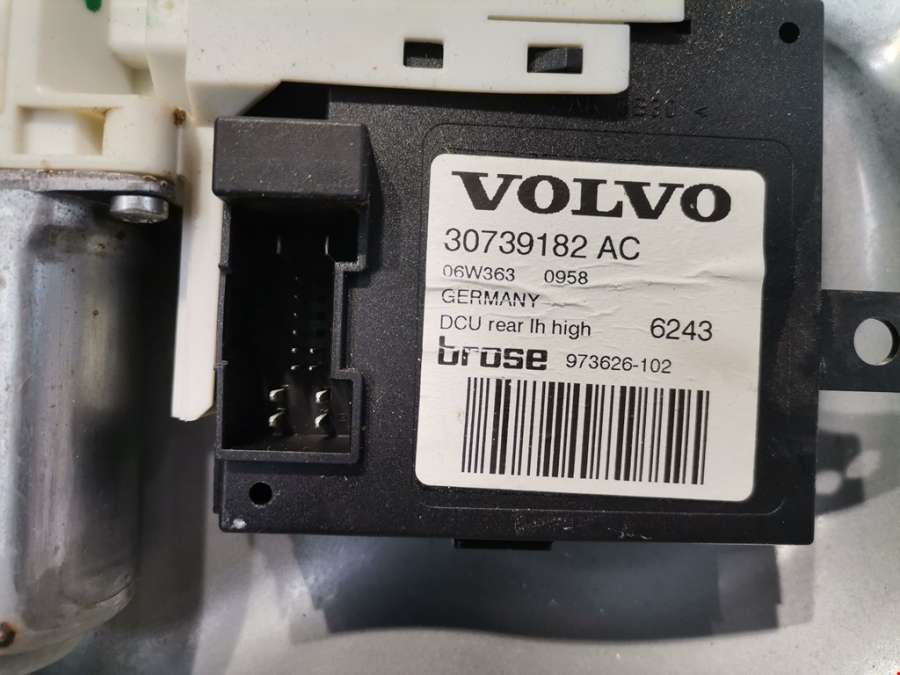 VOLVO
30739182 AC
06W363 0958
GERMANY
DCU rear lh high 6243
brose 973626-102